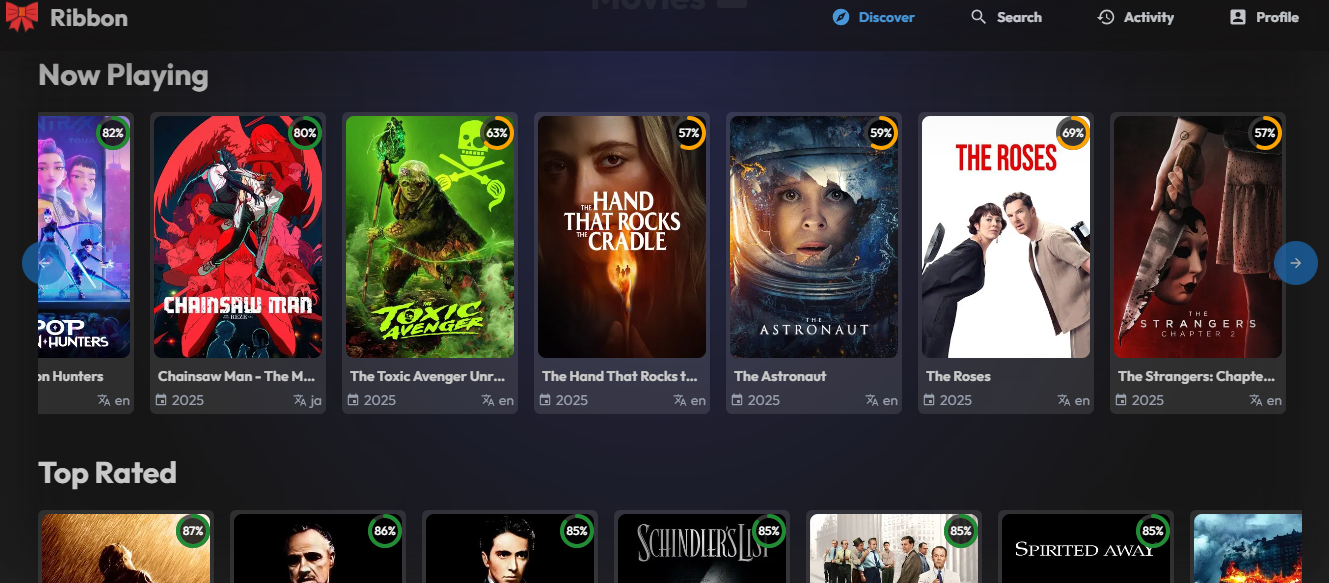 Movies
Ribbon
Discover
Search
Activity
Profile
Now Playing
82%
80%
63%
57%
59%
69%
57%
POP
HUNTERS
CHAINSAW MAN
THE
TOXIC
AVENGER
THE HAND
THAT ROCKS
THE CRADLE
THE
ASTRONAUT
THE ROSES
THE
STRANGERS
CHAPTER 2
on Hunters
en
Chainsaw Man - The M...
2025
ja
The Toxic Avenger Unr...
2025
en
The Hand That Rocks t...
2025
en
The Astronaut
2025
en
The Roses
2025
en
The Strangers: Chapte...
2025
en
Top Rated
87%
86%
85%
85%
85%
85%
SCHINDLER'S LIST
SPIRITED AWAY